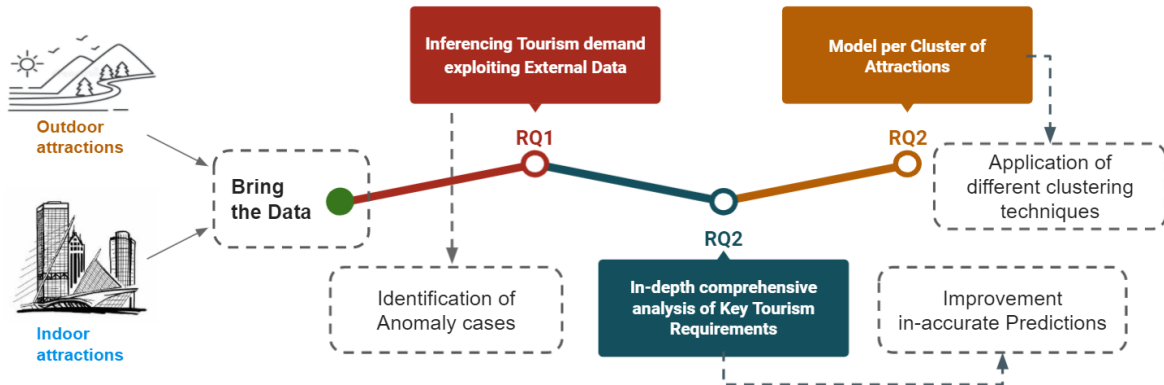 Inferencing Tourism demand
exploiting External Data
Model per Cluster of
Attractions
Outdoor
attractions
RQ1
RQ2
Bring
the Data
Application of
different clustering
techniques
RQ2
Identification of
Anomaly cases
In-depth comprehensive
analysis of Key Tourism
Requirements
Improvement
in-accurate Predictions
Indoor
attractions